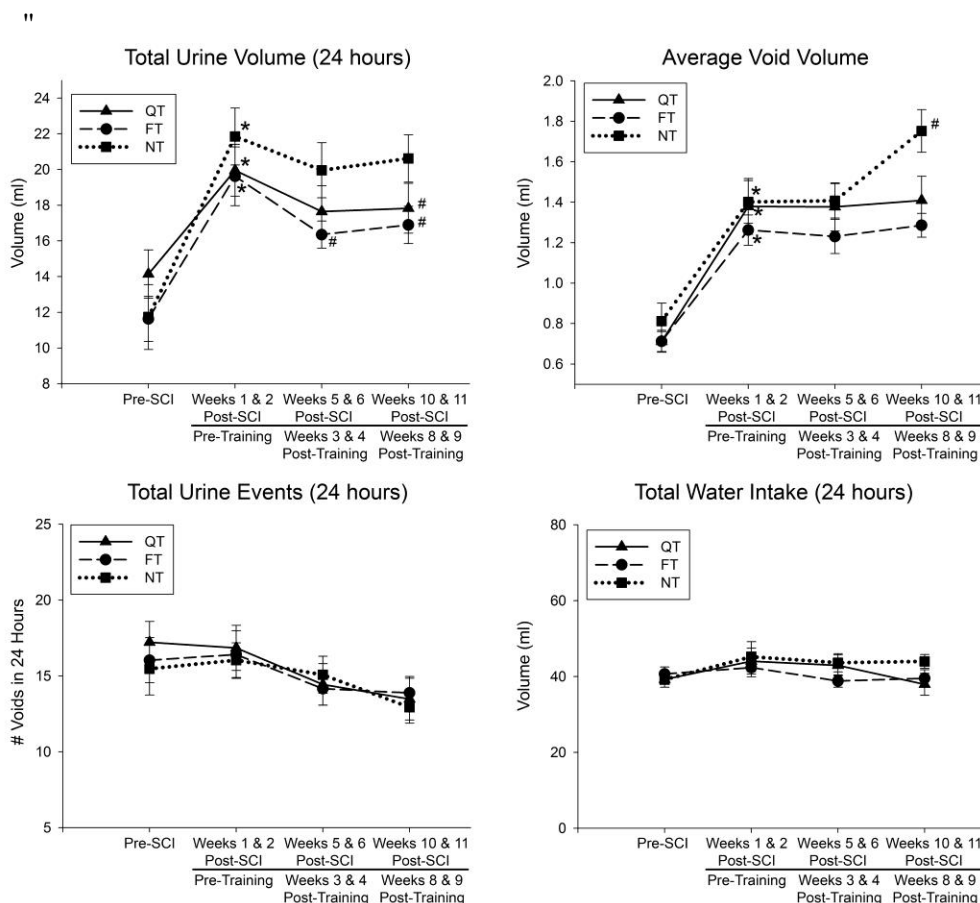 "
Total Urine Volume (24 hours)
QT
FT
NT
Volume (ml)
24
22
20
18
16
14
12
10
8
*
*
*
#
#
#
Pre-SCI
Weeks 1 & 2
Post-SCI
Pre-Training
Weeks 5 & 6
Post-SCI
Weeks 3 & 4
Post-Training
Weeks 10 & 11
Post-SCI
Weeks 8 & 9
Post-Training
Average Void Volume
QT
FT
NT
Volume (ml)
2.0
1.8
1.6
1.4
1.2
1.0
0.8
0.6
*
*
*
#
Pre-SCI
Weeks 1 & 2
Post-SCI
Pre-Training
Weeks 5 & 6
Post-SCI
Weeks 3 & 4
Post-Training
Weeks 10 & 11
Post-SCI
Weeks 8 & 9
Post-Training
Total Urine Events (24 hours)
QT
FT
NT
# Voids in 24 Hours
25
20
15
10
5
Pre-SCI
Weeks 1 & 2
Post-SCI
Pre-Training
Weeks 5 & 6
Post-SCI
Weeks 3 & 4
Post-Training
Weeks 10 & 11
Post-SCI
Weeks 8 & 9
Post-Training
Total Water Intake (24 hours)
QT
FT
NT
Volume (ml)
80
60
40
20
0
Pre-SCI
Weeks 1 & 2
Post-SCI
Pre-Training
Weeks 5 & 6
Post-SCI
Weeks 3 & 4
Post-Training
Weeks 10 & 11
Post-SCI
Weeks 8 & 9
Post-Training